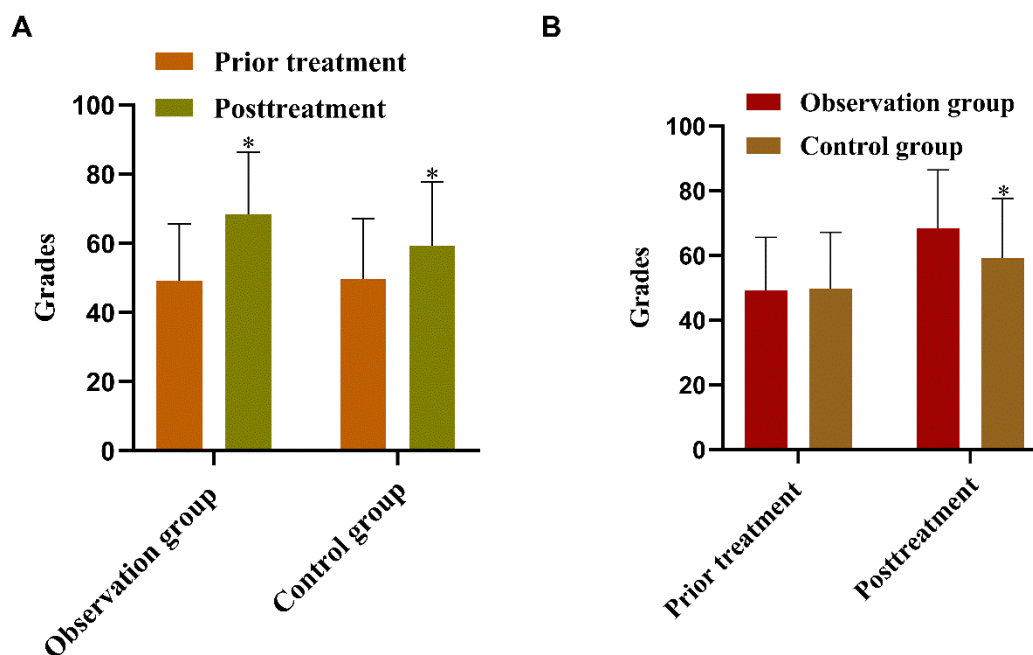 A
Prior treatment
Posttreatment
100
80
60
40
20
0
Grades
*
*
Observation group
Control group
B
Observation group
Control group
100
80
60
40
20
0
Grades
*
Prior treatment
Posttreatment